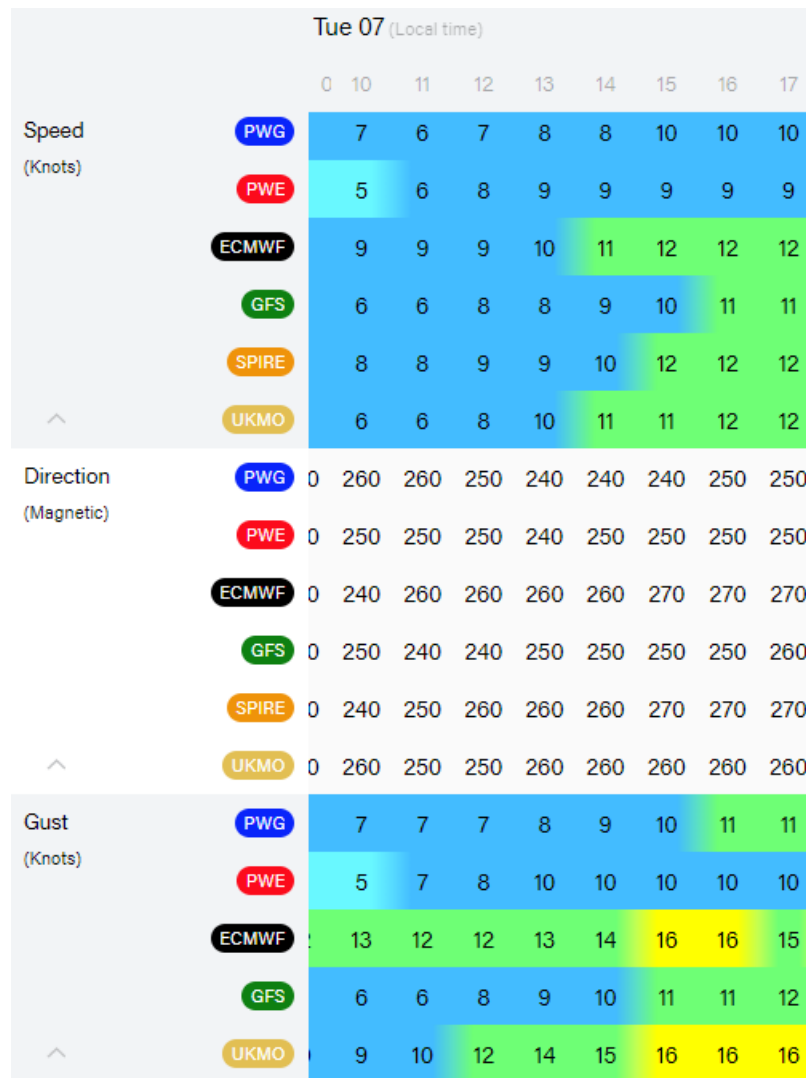 Tue 07 (Local time)
0 10 11 12 13 14 15 16 17
Speed PWG 7 6 7 8 8 10 10 10
(Knots)
PWE 5 6 8 9 9 9 9 9
ECMWF 9 9 9 10 11 12 12 12
GFS 6 6 8 8 9 10 11 11
SPIRE 8 8 9 9 10 12 12 12
UKMO 6 6 8 10 11 11 12 12
Direction PWG 0 260 260 250 240 240 240 250 250
(Magnetic)
PWE 0 250 250 250 240 250 250 250 250
ECMWF 0 240 260 260 260 260 270 270 270
GFS 0 250 240 240 250 250 250 250 260
SPIRE 0 240 250 260 260 260 270 270 270
UKMO 0 260 250 250 260 260 260 260 260
Gust PWG 7 7 7 8 9 10 11 11
(Knots)
PWE 5 7 8 10 10 10 10 10
ECMWF 13 12 12 13 14 16 16 15
GFS 6 6 8 9 10 11 11 12
UKMO 9 10 12 14 15 16 16 16